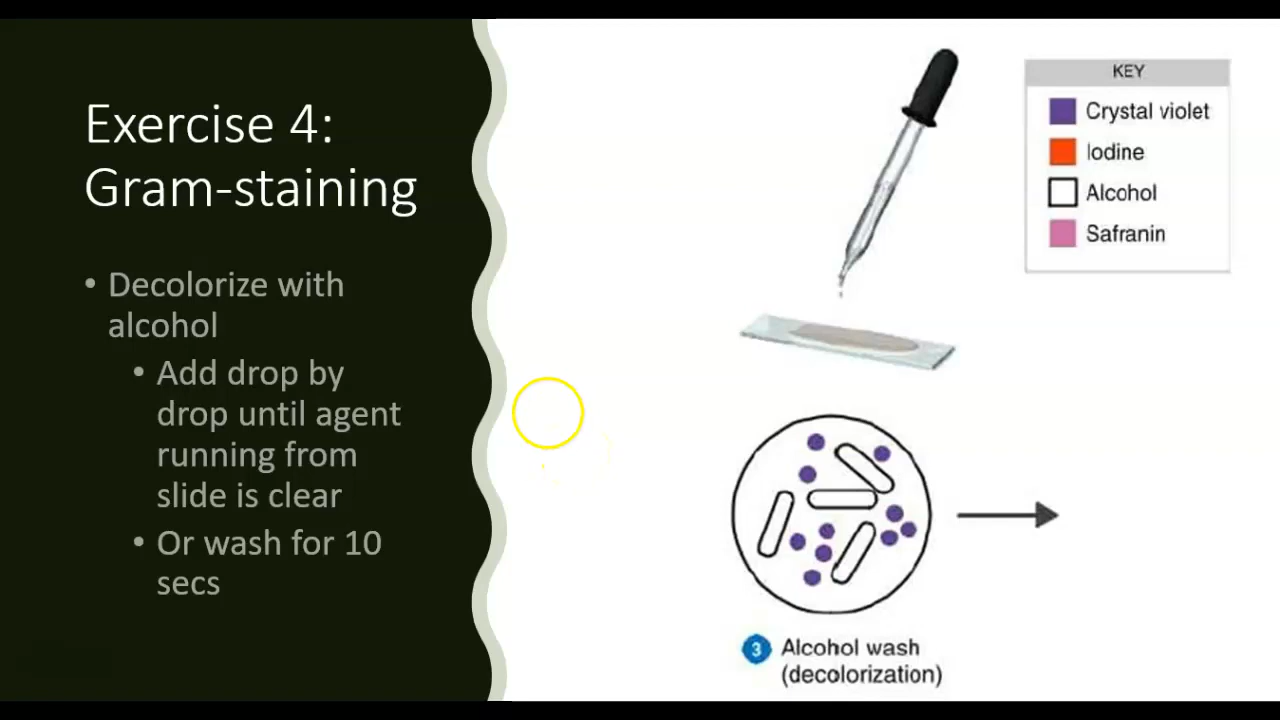 Exercise 4:
Gram-staining
• Decolorize with
alcohol
• Add drop by
drop until agent
running from
slide is clear
• Or wash for 10
secs
KEY
Crystal violet
Iodine
Alcohol
Safranin
3 Alcohol wash
(decolorization)